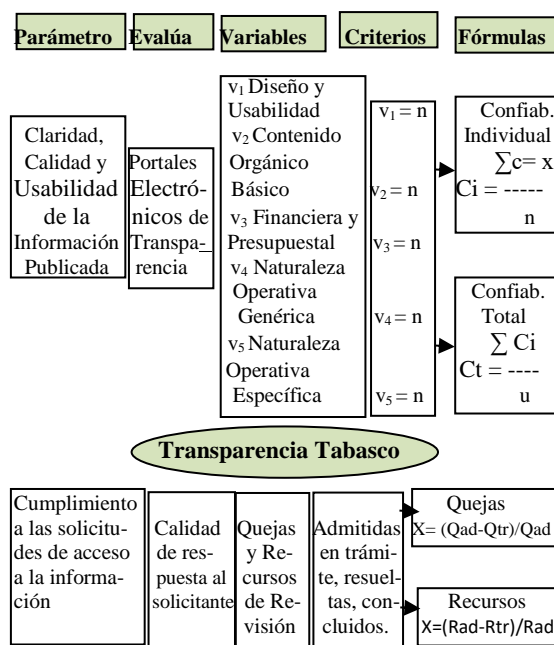 Parámetro Evalúa Variables Criterios Fórmulas
Claridad,
Calidad y
Usabilidad
de la
Información
Publicada
Portales
Electró-
nicos de
Transpa-
rencia
v1 Diseño y
Usabilidad
v2 Contenido
Orgánico
Básico
v3 Financiera y
Presupuestal
v4 Naturaleza
Operativa
Genérica
v5 Naturaleza
Operativa
Específica
v1 = n
v2 = n
v3 = n
v4 = n
v5 = n
Confiab.
Individual
∑c= x
Ci = -----
n
Confiab.
Total
∑ Ci
Ct = ----
u
Transparencia Tabasco
Cumplimiento
a las solicitu-
des de acceso
a la informa-
ción
Calidad
de res-
puesta al
solicitante
Quejas
y Re-
cursos
de Re-
visión
Admitidas
en trámi-
te, resuel-
tas, con-
cluidos.
Quejas
X= (Qad-Qtr)/Qad
Recursos
X=(Rad-Rtr)/Rad